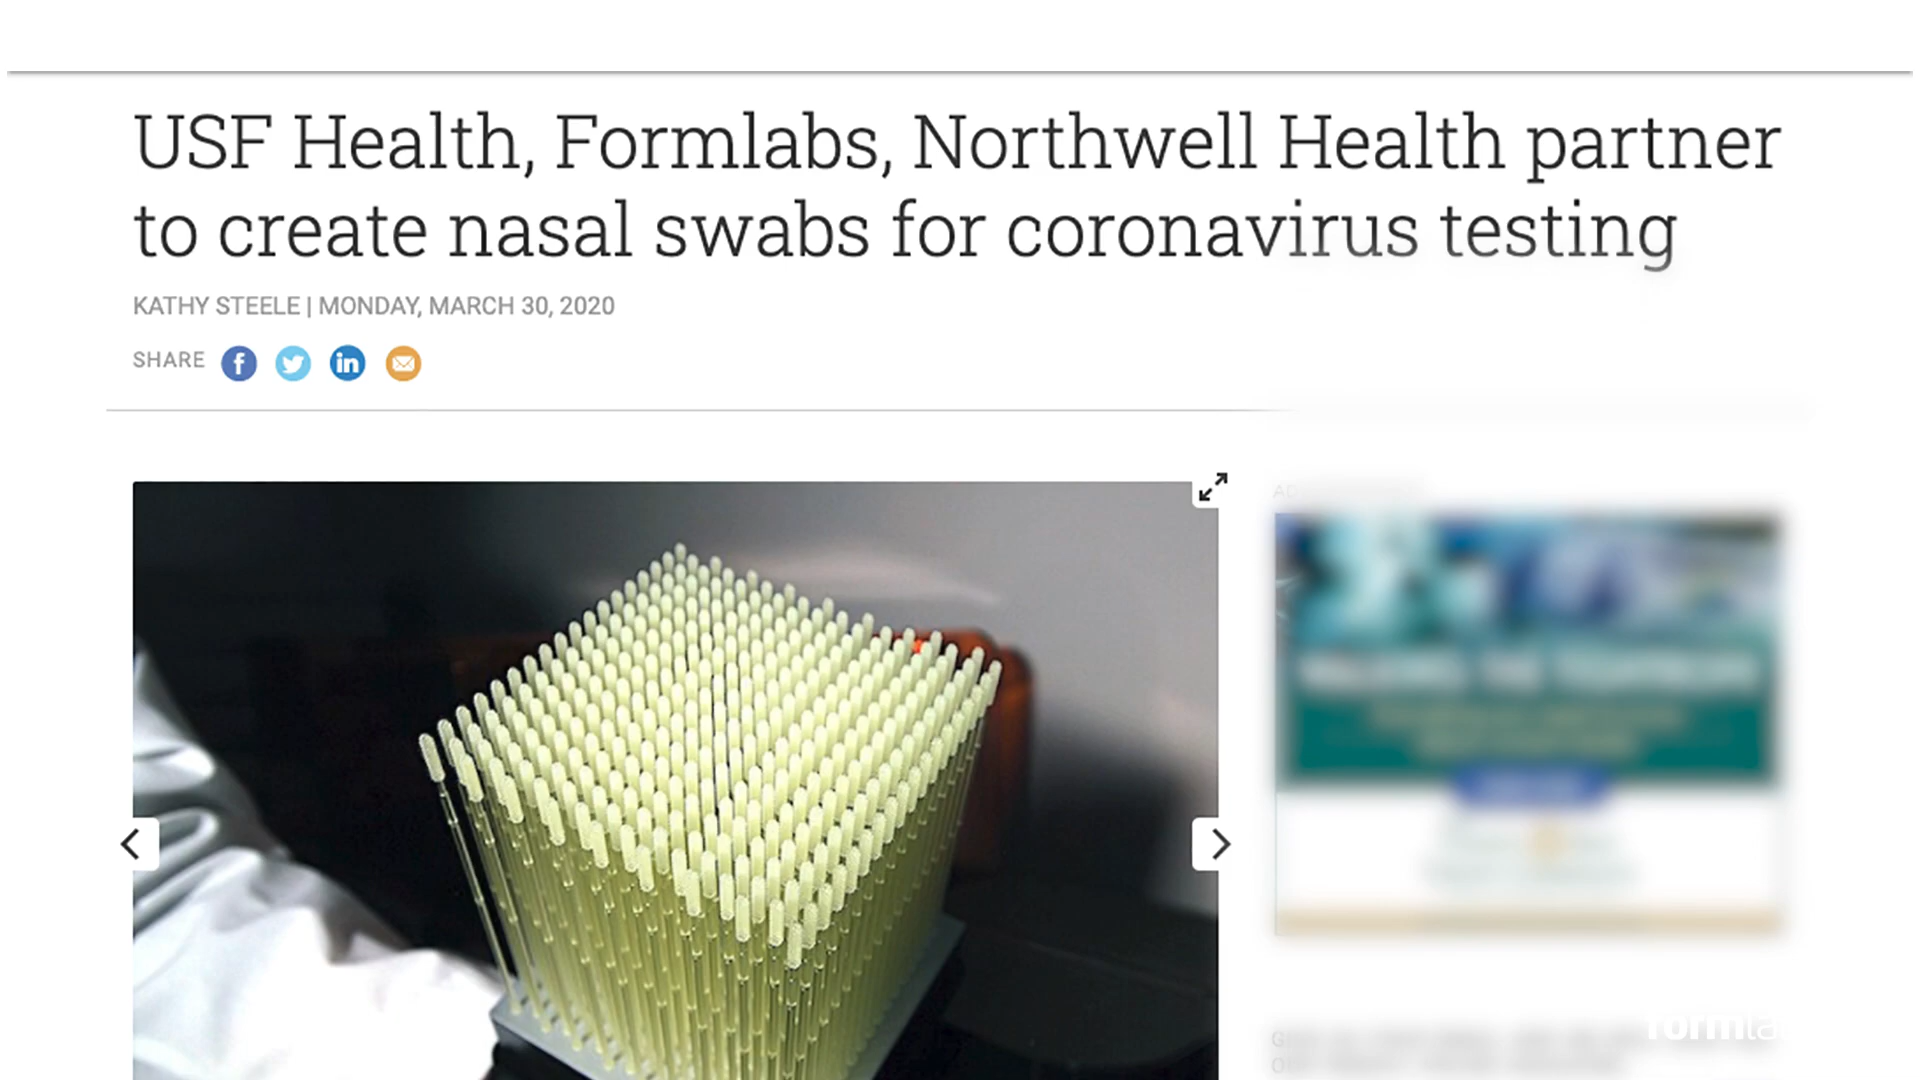 USF Health, Formlabs, Northwell Health partner
to create nasal swabs for coronavirus testing
KATHY STEELE | MONDAY, MARCH 30, 2020
SHARE